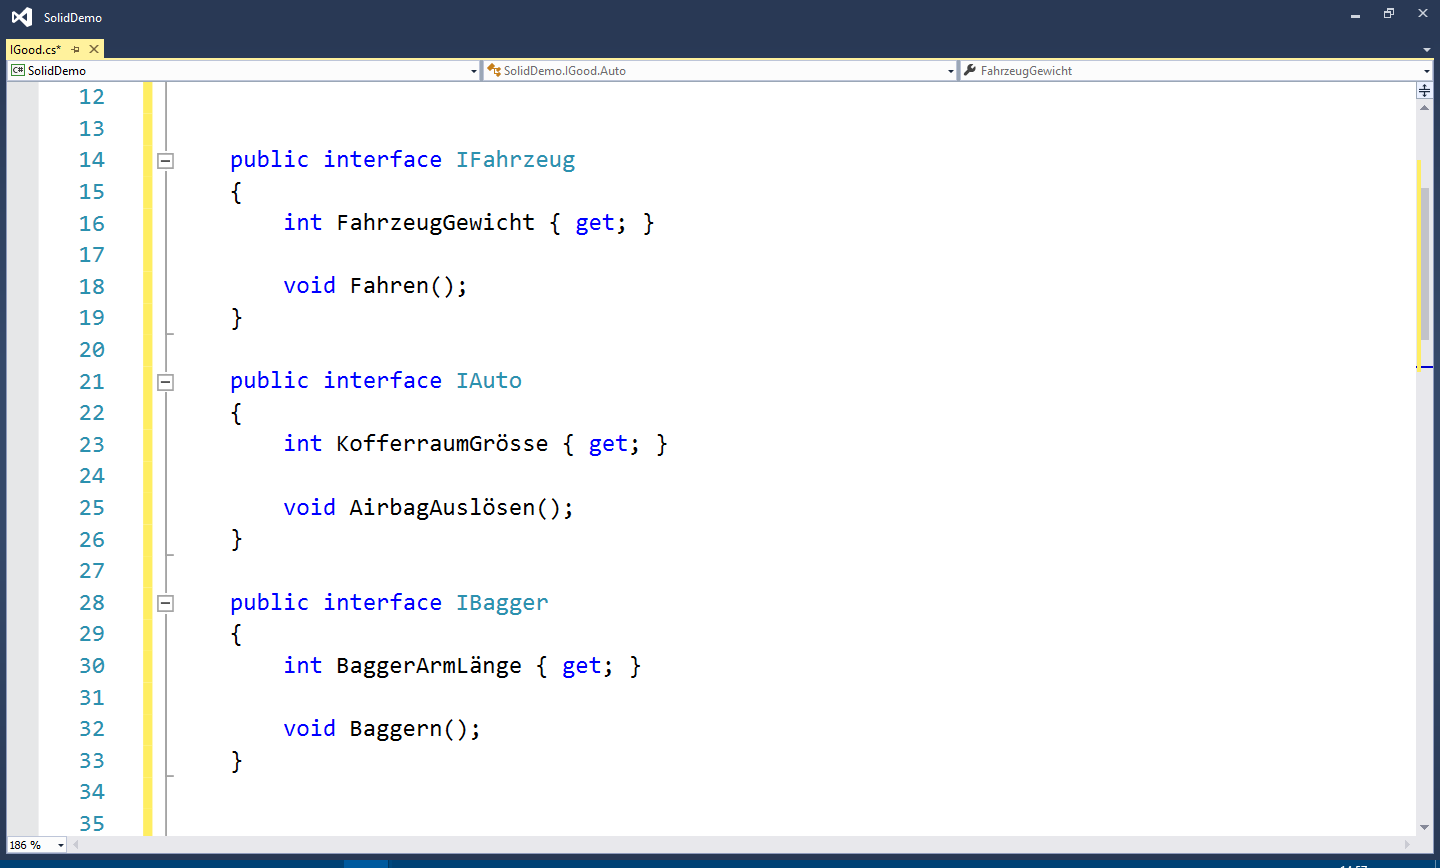 SolidDemo
IGood.cs*
SolidDemo SolidDemo.IGood.Auto FahrzeugGewicht
12
13
14 public interface IFahrzeug
15 {
16 int FahrzeugGewicht { get; }
17
18 void Fahren();
19 }
20
21 public interface IAuto
22 {
23 int KofferraumGrösse { get; }
24
25 void AirbagAuslösen();
26 }
27
28 public interface IBagger
29 {
30 int BaggerArmLänge { get; }
31
32 void Baggern();
33 }
34
35
186 %